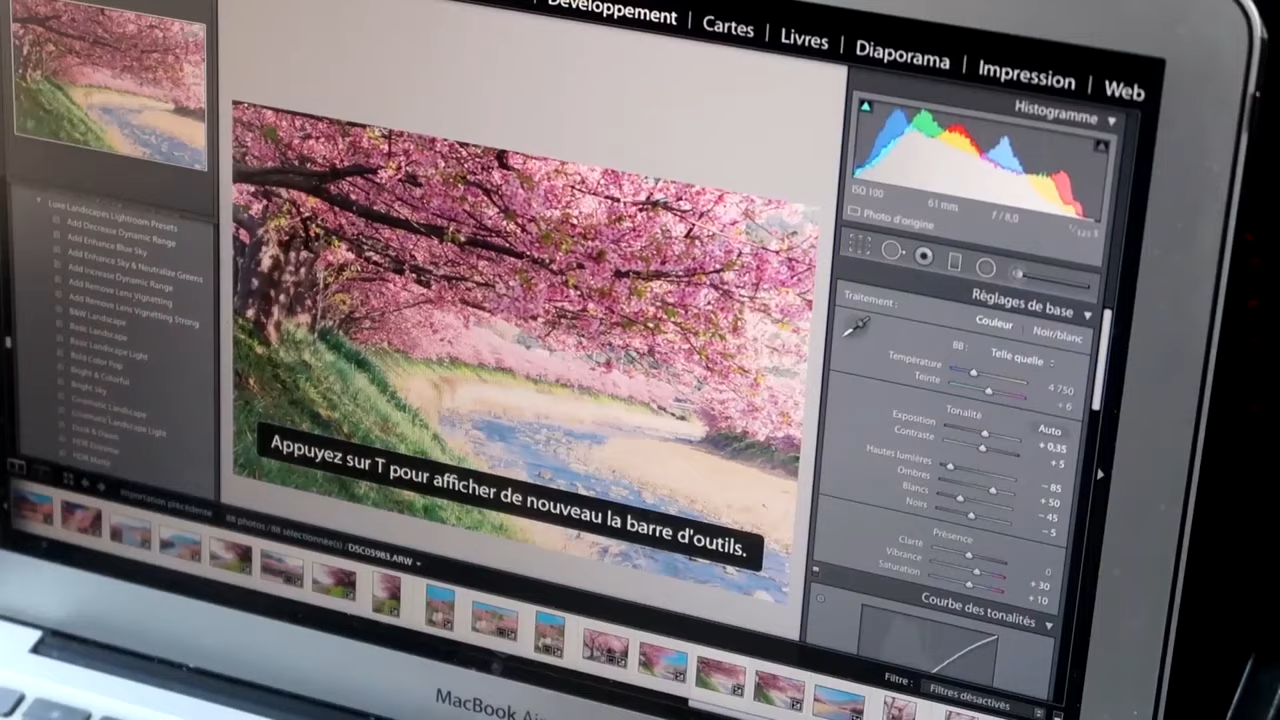 Développement | Cartes | Livres | Diaporama | Impression | Web
Luxe Landscapes Lightroom Presets
Add Decrease Dynamic Range
Add Enhance Blue Sky
Add Enhance Sky & Neutralize Greens
Add Increase Dynamic Range
Add Remove Lens Vignetting
Add Remove Lens Vignetting Strong
B&W Landscape
Basic Landscape
Basic Landscape Light
Bold Color Pop
Bright & Colorful
Bright Sky
Cinematic Landscape
Cinematic Landscape Light
Dusk & Dawn
HDR Extreme
Appuyez sur T pour afficher de nouveau la barre d'outils.
Histogramme
ISO 100 61 mm f / 8,0 1/125 s
Photo d'origine
Réglages de base
Traitement : Couleur | Noir/blanc
BB : Telle quelle
Température 4 750
Teinte + 6
Tonalité Auto
Exposition + 0,35
Contraste + 5
Hautes lumières − 85
Ombres + 50
Blancs − 45
Noirs − 5
Présence
Clarté 0
Vibrance + 30
Saturation + 10
Courbe des tonalités
Importation précédente 88 photos /88 sélectionnée(s) /DSC05983.ARW
Filtre : Filtres désactivés
MacBook Air